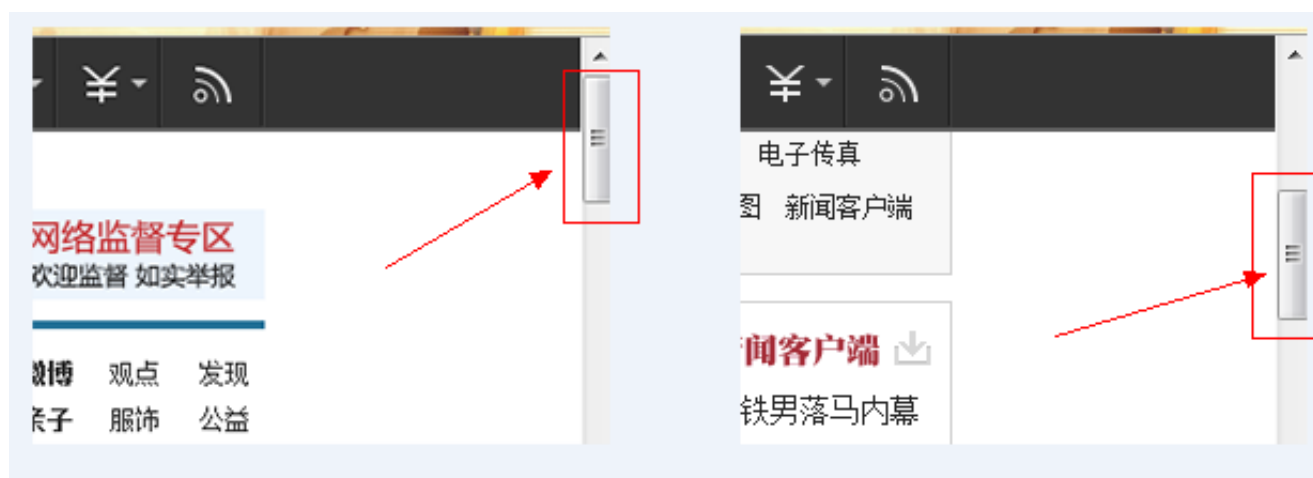 ¥
网络监督专区
欢迎监督 如实举报
微博 观点 发现
亲子 服饰 公益
¥
电子传真
图 新闻客户端
闻客户端
铁男落马内幕